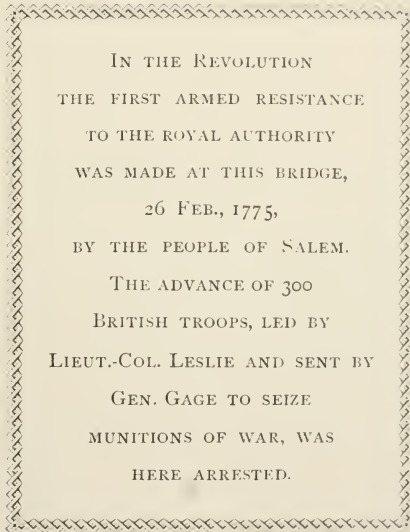 In the Revolution
the first armed resistance
to the royal authority
was made at this bridge,
26 Feb., 1775,
by the people of Salem.
The advance of 300
British troops, led by
Lieut.-Col. Leslie and sent by
Gen. Gage to seize
munitions of war, was
here arrested.